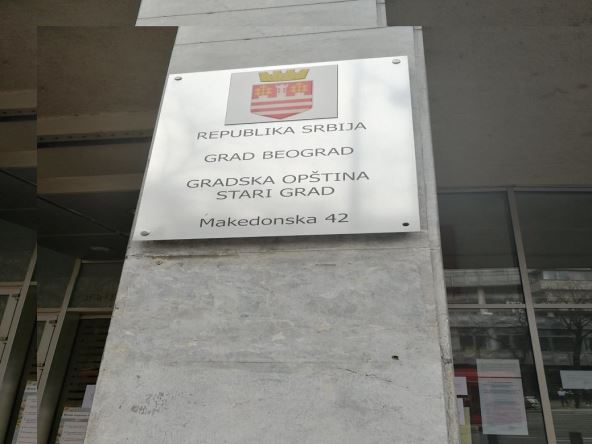 REPUBLIKA SRBIJA
GRAD BEOGRAD
GRADSKA OPŠTINA
STARI GRAD
Makedonska 42